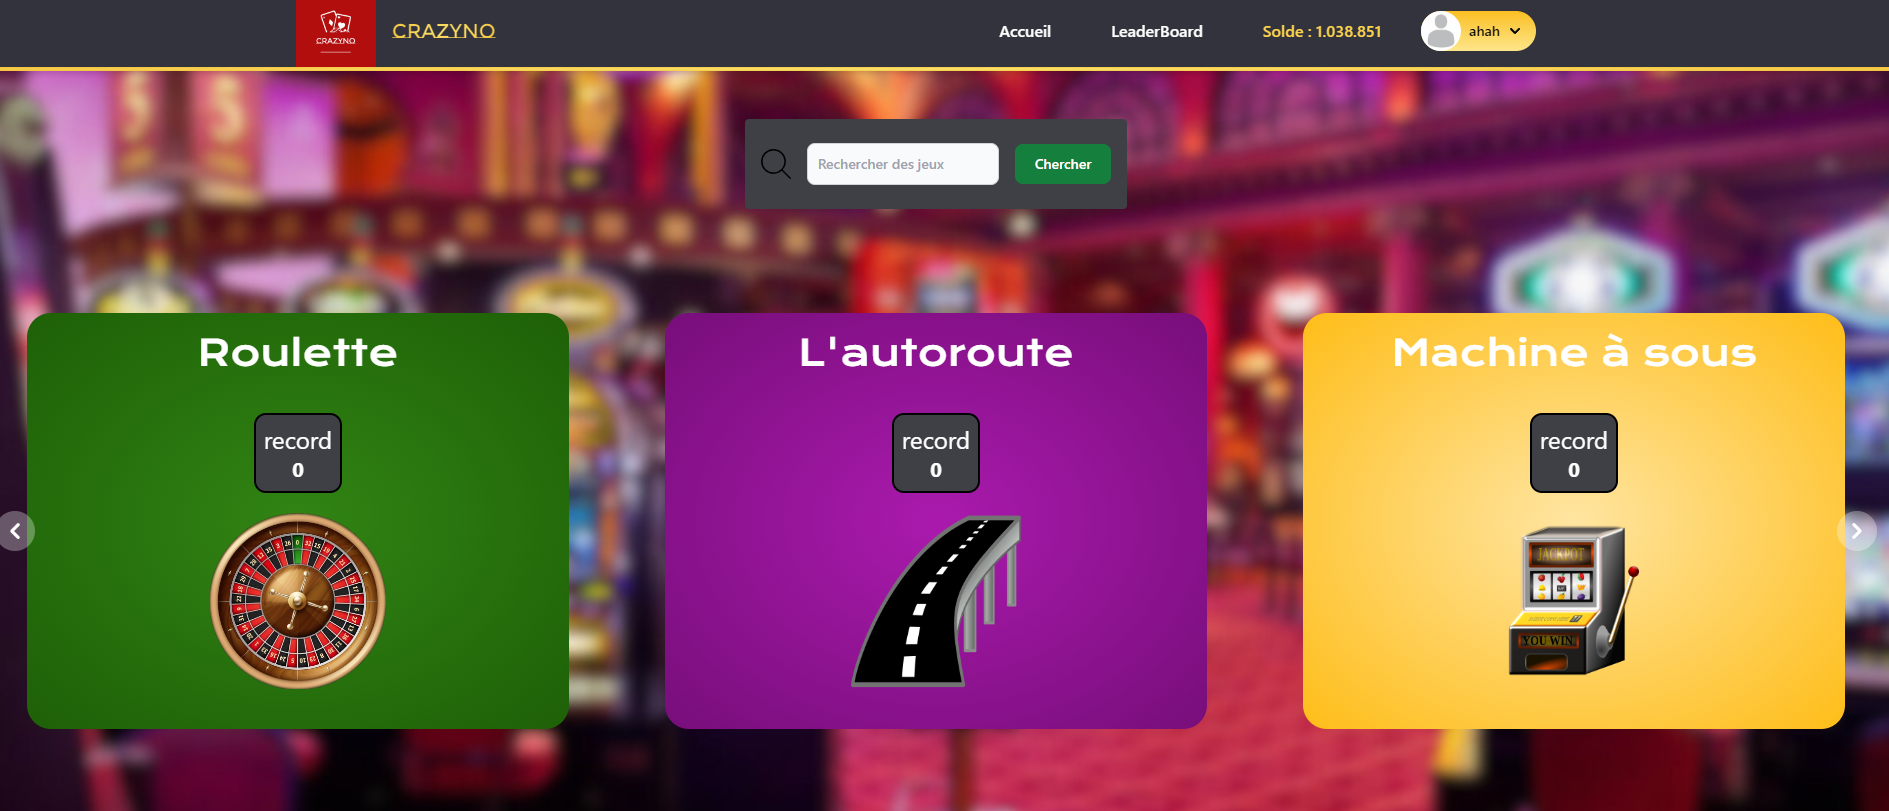 CRAZYNO
CRAZYNO
Accueil
LeaderBoard
Solde : 1.038.851
ahah
Rechercher des jeux
Chercher
Roulette
L'autoroute
Machine à sous
record
0
record
0
record
0
JACKPOT
YOU WIN